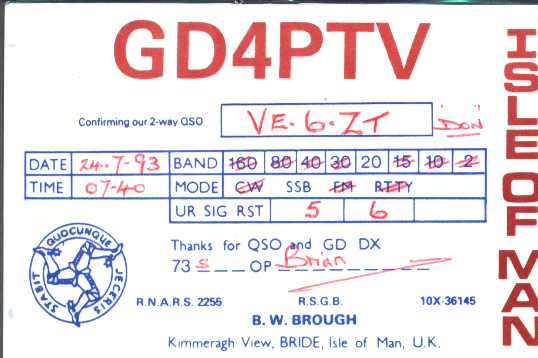 GD4PTV
ISLE OF MAN
Confirming our 2-way QSO VE·6·ZT "DON"
DATE 24·7·93 BAND 160 80 40 30 20 15 10 2
TIME 07-40 MODE CW SSB FM RTTY
UR SIG RST 5 6
Thanks for QSO and GD DX
73 s _ _ OP Brian
QUOCUNQUE JECERIS STABIT
R.N.A.R.S. 2255 R.S.G.B. 10X-36145
B. W. BROUGH
Kimmeragh View, BRIDE, Isle of Man, U.K.